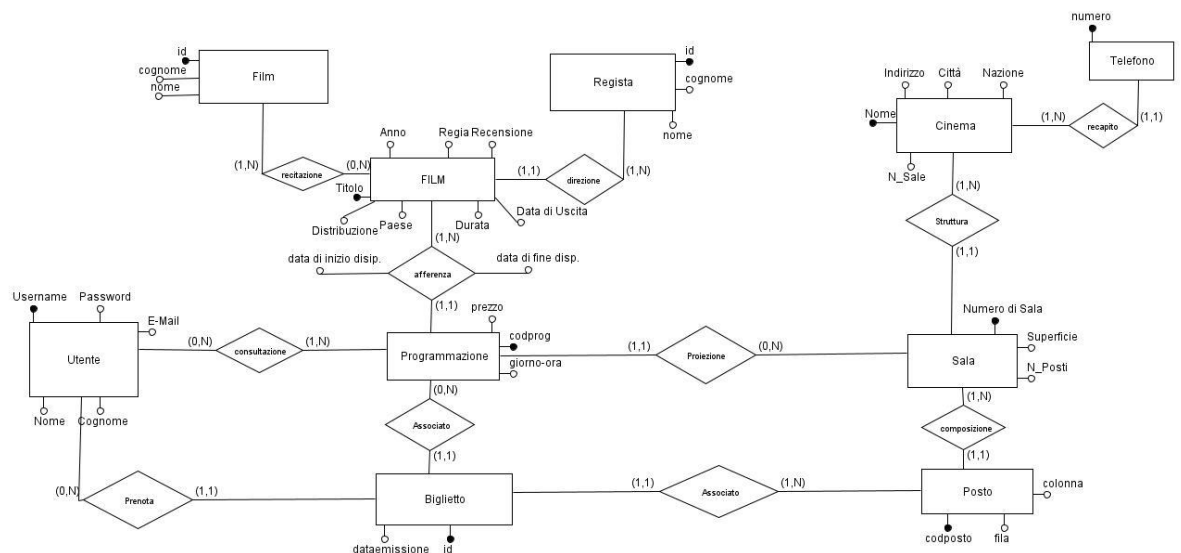 numero
Telefono
id
cognome
nome
Film
Regista
id
cognome
nome
Indirizzo
Città
Nazione
Nome
Cinema
N_Sale
(1,N)
recapito
(1,1)
Anno
Regia
Recensione
(1,N)
recitazione
(0,N)
FILM
(1,1)
direzione
(1,N)
Titolo
Distribuzione
Paese
Durata
Data di Uscita
(1,N)
Struttura
(1,1)
(1,N)
data di inizio disip.
afferenza
data di fine disp.
(1,1)
Username
Password
E-Mail
Utente
Nome
Cognome
(0,N)
consultazione
(1,N)
prezzo
codprog
Programmazione
giorno-ora
(1,1)
Proiezione
(0,N)
Numero di Sala
Superficie
Sala
N_Posti
(0,N)
Associato
(1,1)
(1,N)
composizione
(1,1)
(0,N)
Prenota
(1,1)
Biglietto
dataemissione
id
(1,1)
Associato
(1,N)
Posto
colonna
codposto
fila